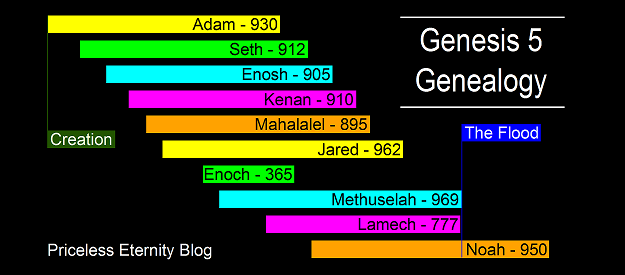 Adam - 930
Genesis 5
Genealogy
Seth - 912
Enosh - 905
Kenan - 910
Mahalalel - 895
Creation
The Flood
Jared - 962
Enoch - 365
Methuselah - 969
Lamech - 777
Priceless Eternity Blog
Noah - 950